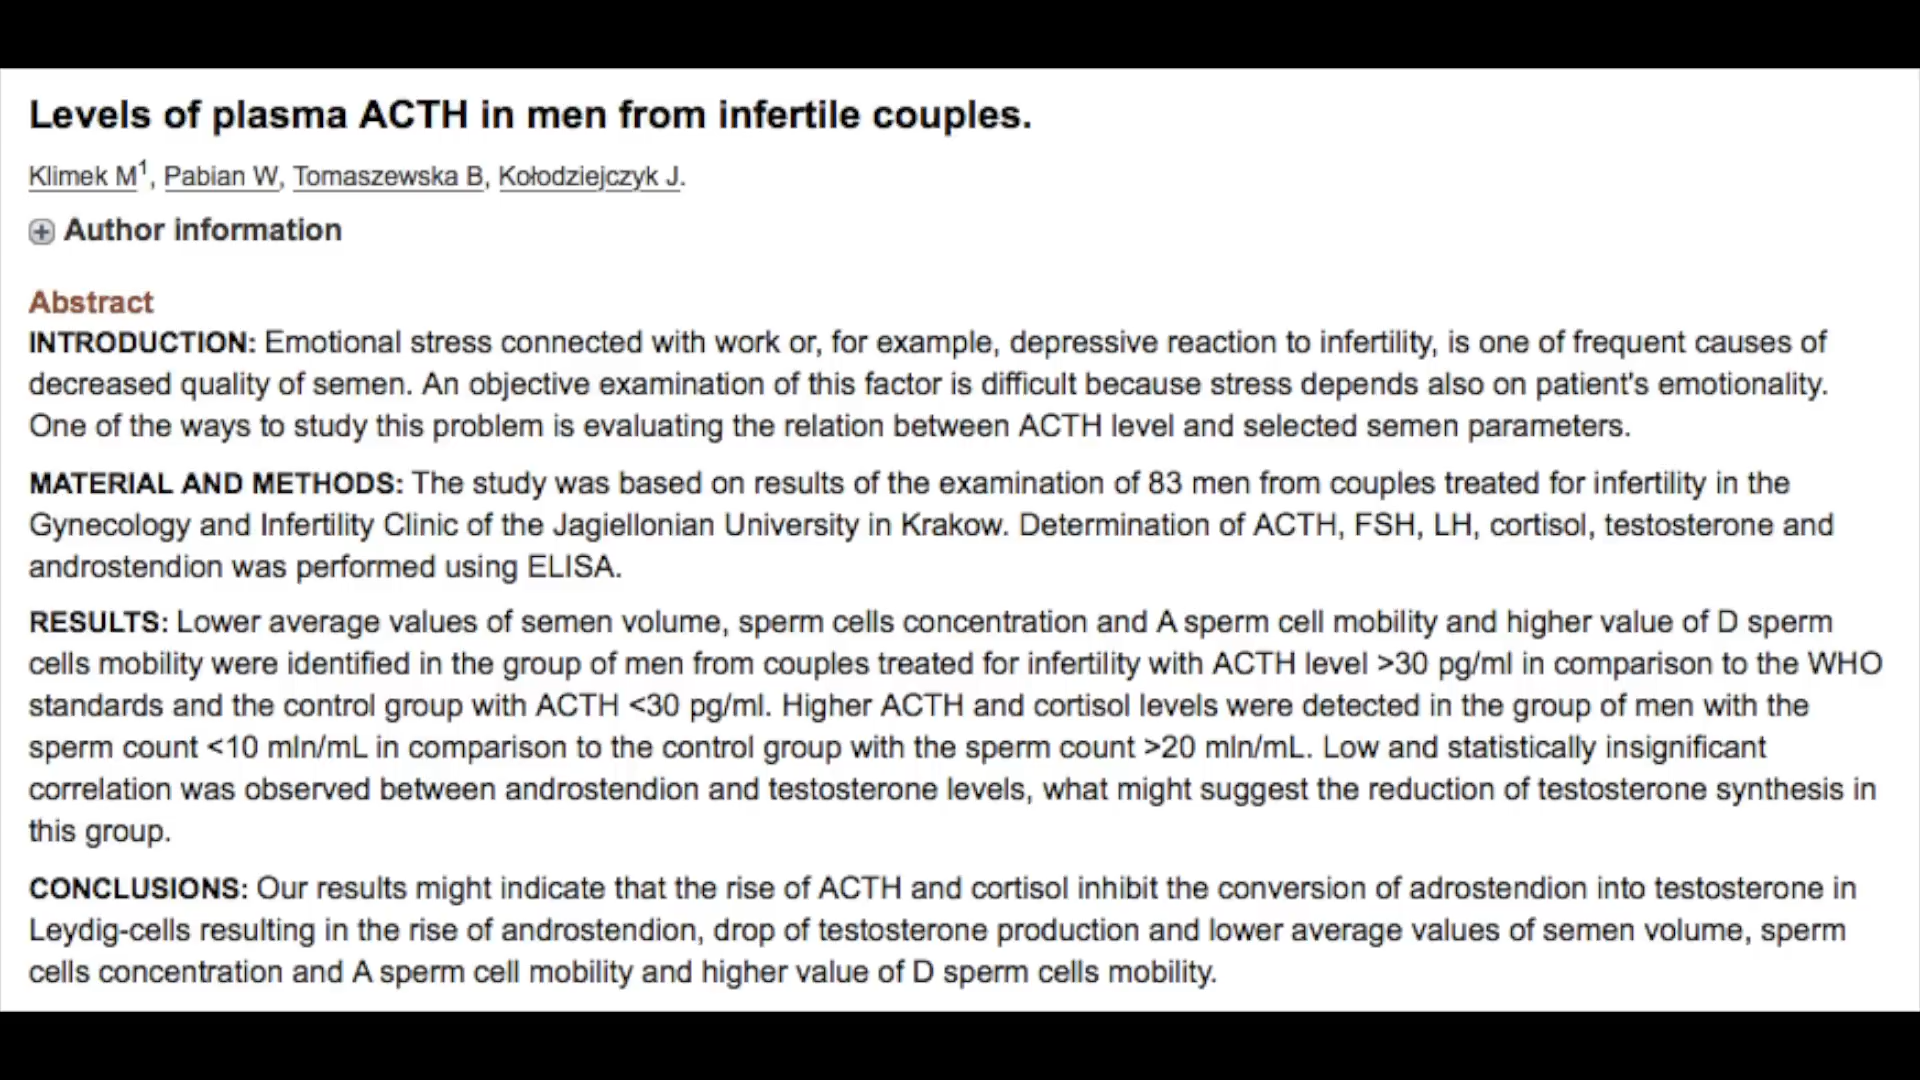 Levels of plasma ACTH in men from infertile couples.
Klimek M1, Pabian W, Tomaszewska B, Kołodziejczyk J.
Author information
Abstract
INTRODUCTION: Emotional stress connected with work or, for example, depressive reaction to infertility, is one of frequent causes of
decreased quality of semen. An objective examination of this factor is difficult because stress depends also on patient's emotionality.
One of the ways to study this problem is evaluating the relation between ACTH level and selected semen parameters.
MATERIAL AND METHODS: The study was based on results of the examination of 83 men from couples treated for infertility in the
Gynecology and Infertility Clinic of the Jagiellonian University in Krakow. Determination of ACTH, FSH, LH, cortisol, testosterone and
androstendion was performed using ELISA.
RESULTS: Lower average values of semen volume, sperm cells concentration and A sperm cell mobility and higher value of D sperm
cells mobility were identified in the group of men from couples treated for infertility with ACTH level >30 pg/ml in comparison to the WHO
standards and the control group with ACTH <30 pg/ml. Higher ACTH and cortisol levels were detected in the group of men with the
sperm count <10 mln/mL in comparison to the control group with the sperm count >20 mln/mL. Low and statistically insignificant
correlation was observed between androstendion and testosterone levels, what might suggest the reduction of testosterone synthesis in
this group.
CONCLUSIONS: Our results might indicate that the rise of ACTH and cortisol inhibit the conversion of adrostendion into testosterone in
Leydig-cells resulting in the rise of androstendion, drop of testosterone production and lower average values of semen volume, sperm
cells concentration and A sperm cell mobility and higher value of D sperm cells mobility.